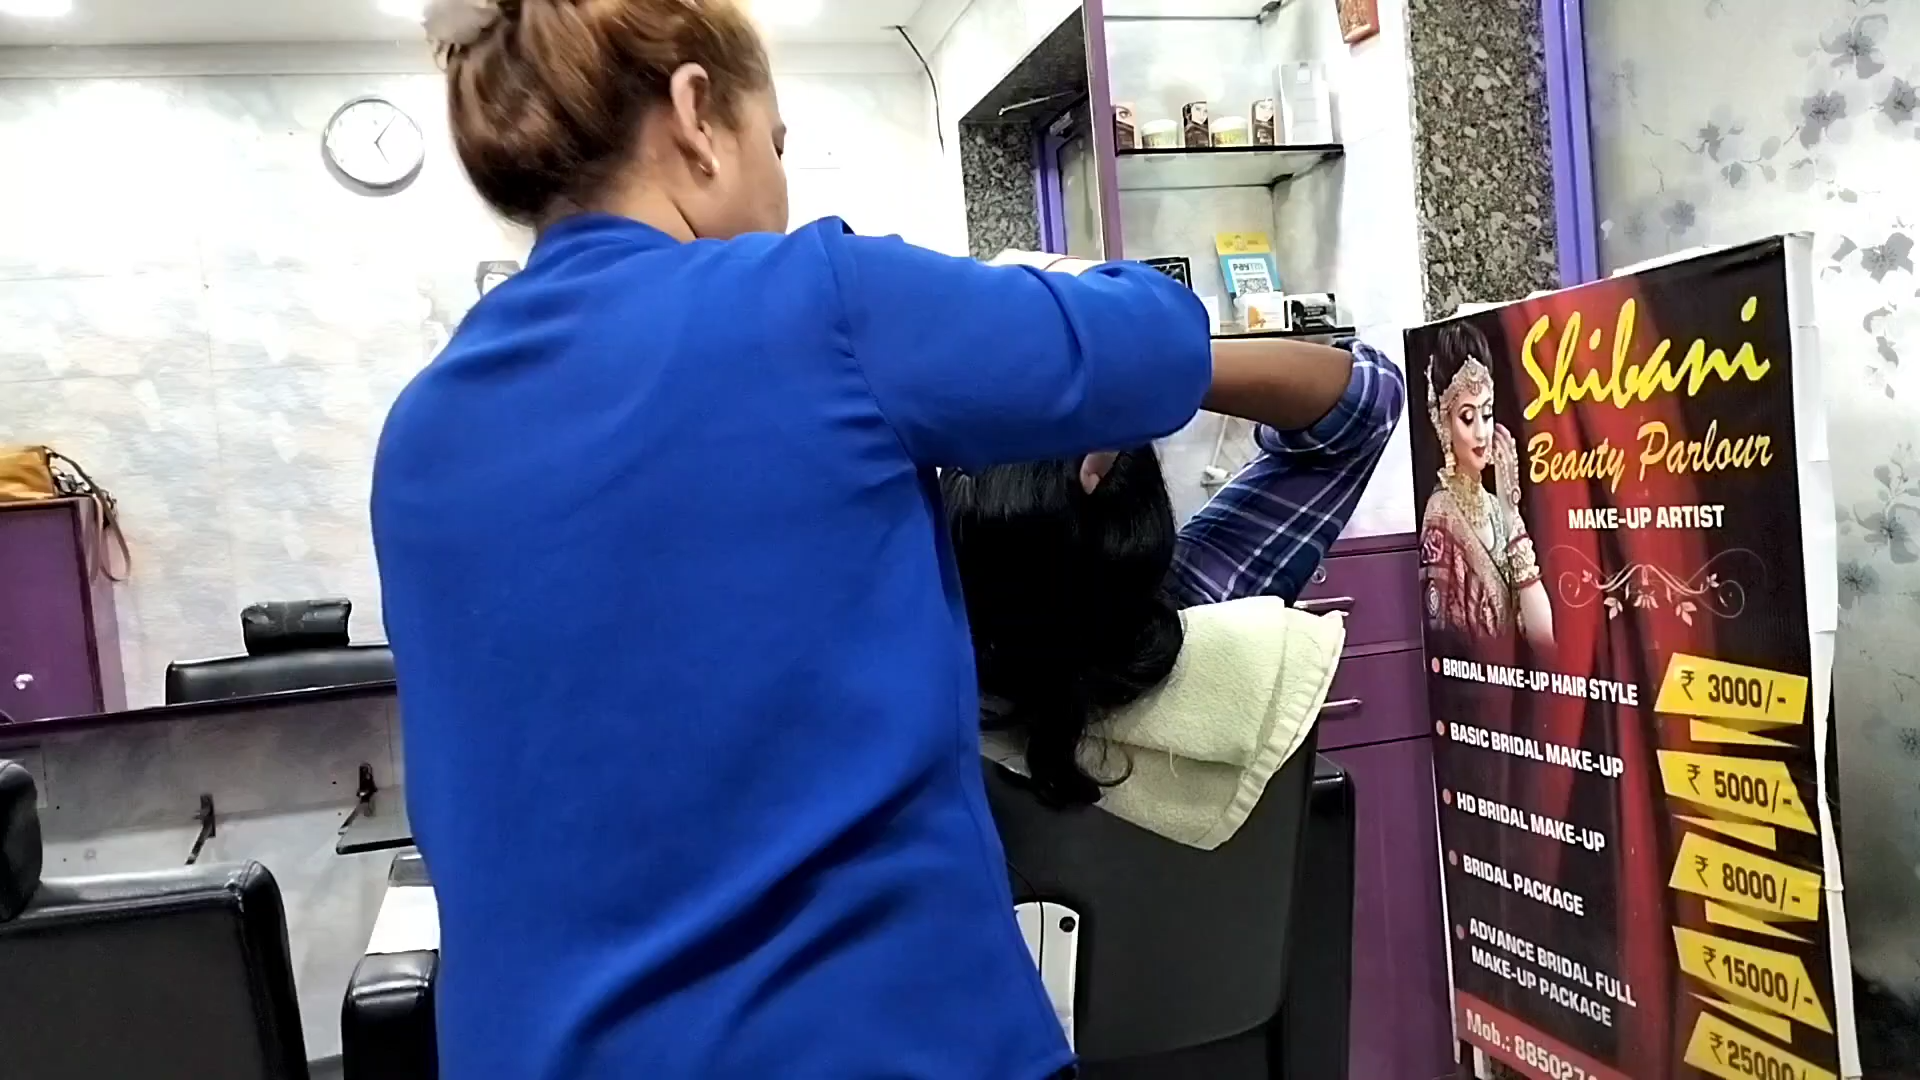 Paytm
Shibani
Beauty Parlour
MAKE-UP ARTIST
BRIDAL MAKE-UP HAIR STYLE ₹ 3000/-
BASIC BRIDAL MAKE-UP ₹ 5000/-
HD BRIDAL MAKE-UP ₹ 8000/-
BRIDAL PACKAGE ₹ 15000/-
ADVANCE BRIDAL FULL ₹ 25000/-
MAKE-UP PACKAGE
Mob.: 885027